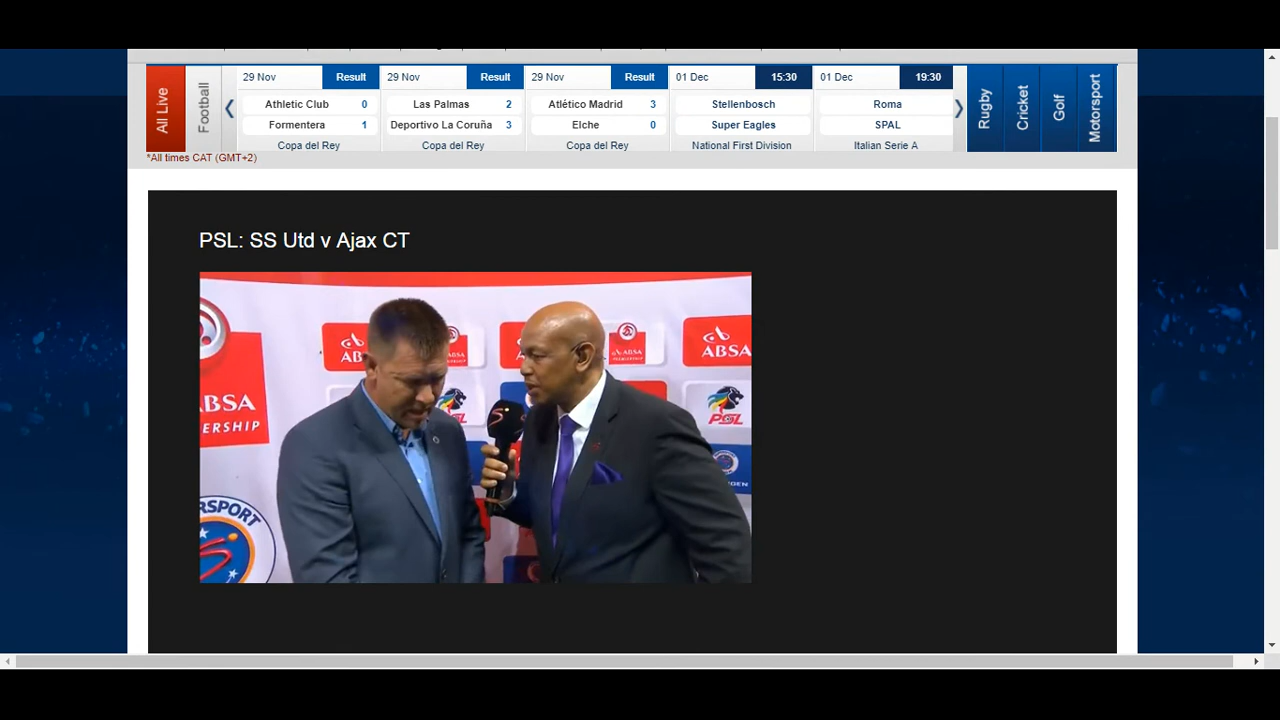 All Live
Football
29 Nov Result
Athletic Club 0
Formentera 1
Copa del Rey
29 Nov Result
Las Palmas 2
Deportivo La Coruña 3
Copa del Rey
29 Nov Result
Atlético Madrid 3
Elche 0
Copa del Rey
01 Dec 15:30
Stellenbosch
Super Eagles
National First Division
01 Dec 19:30
Roma
SPAL
Italian Serie A
Rugby
Cricket
Golf
Motorsport
*All times CAT (GMT+2)
PSL: SS Utd v Ajax CT
ABSA
ABSA
ABSA
PSL
ABSA
ERSHIP
RSPORT